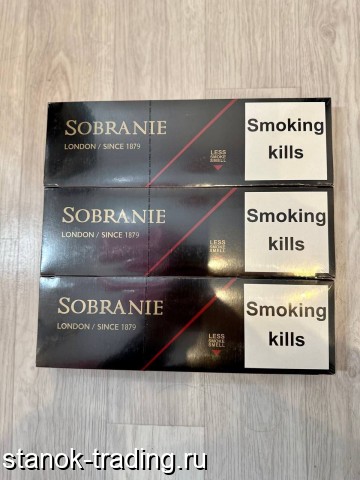 SOBRANIE
LONDON / SINCE 1879
LESS
SMOKE
SMELL
Smoking
kills
SOBRANIE
LONDON / SINCE 1879
LESS
SMOKE
SMELL
Smoking
kills
SOBRANIE
LONDON / SINCE 1879
LESS
SMOKE
SMELL
Smoking
kills
stanok-trading.ru